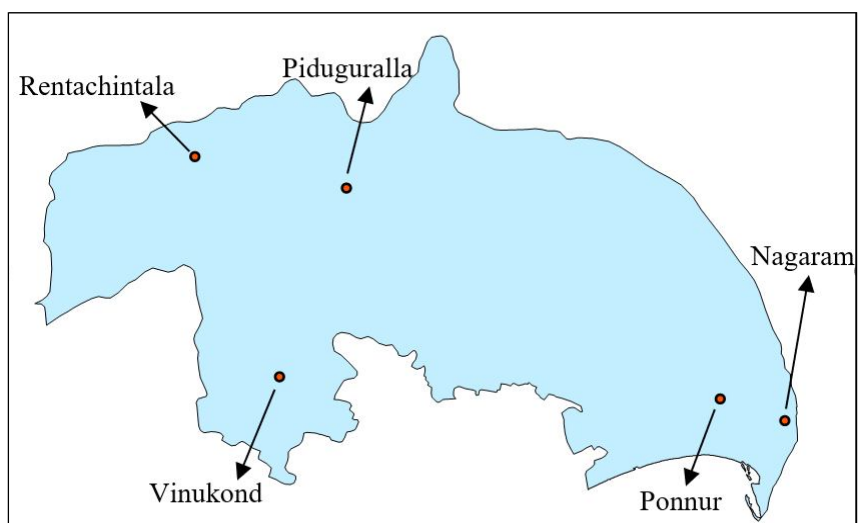 Piduguralla
Rentachintala
Nagaram
Vinukond
Ponnur